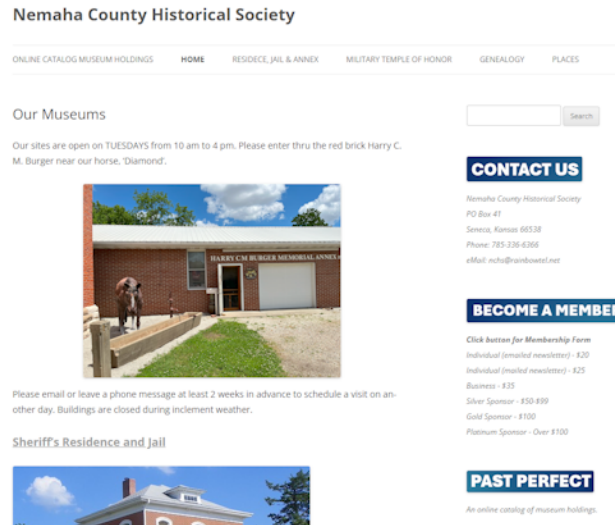 Nemaha County Historical Society
ONLINE CATALOG MUSEUM HOLDINGS
HOME
RESIDECE, JAIL & ANNEX
MILITARY TEMPLE OF HONOR
GENEALOGY
PLACES
Our Museums
Our sites are open on TUESDAYS from 10 am to 4 pm. Please enter thru the red brick Harry C.
M. Burger near our horse, 'Diamond'.
HARRY CM BURGER MEMORIAL ANNEX
Please email or leave a phone message at least 2 weeks in advance to schedule a visit on an-
other day. Buildings are closed during inclement weather.
Sheriff's Residence and Jail
Search
CONTACT US
Nemaha County Historical Society
PO Box 41
Seneca, Kansas 66538
Phone: 785-336-6366
eMail: nchs@rainbowtel.net
BECOME A MEMBER
Click button for Membership Form
Individual (emailed newsletter) - $20
Individual (mailed newsletter) - $25
Business - $35
Silver Sponsor - $50-$99
Gold Sponsor - $100
Platinum Sponsor - Over $100
PAST PERFECT
An online catalog of museum holdings.